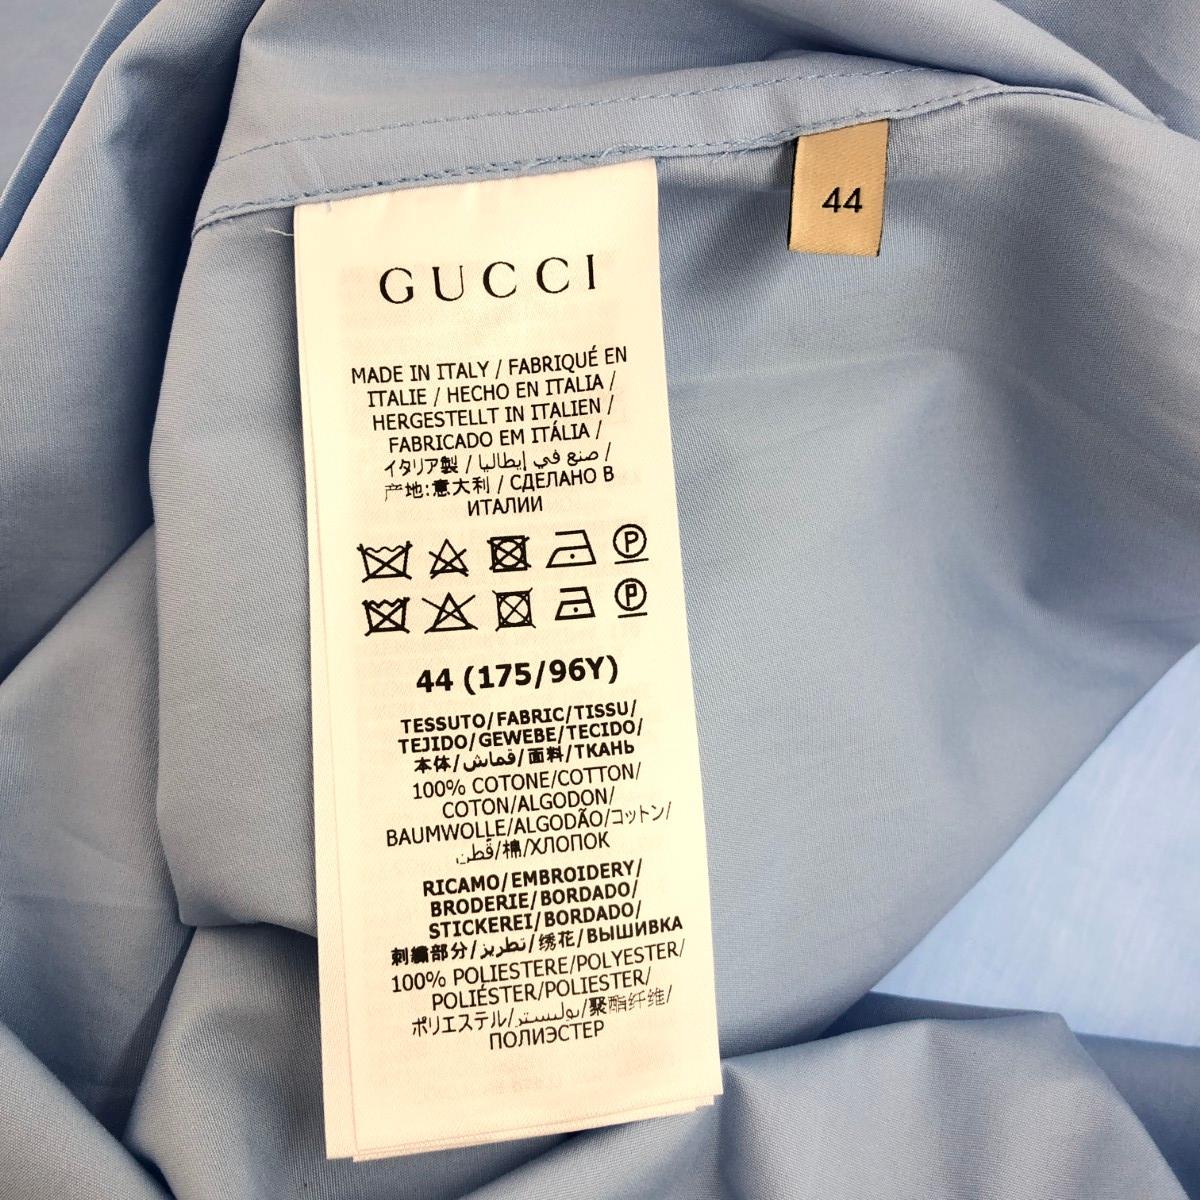 44
GUCCI
MADE IN ITALY / FABRIQUÉ EN
ITALIE / HECHO EN ITALIA /
HERGESTELLT IN ITALIEN /
FABRICADO EM ITÁLIA /
イタリア製 / صنع في إيطاليا /
产地:意大利 / СДЕЛАНО В
ИТАЛИИ
P
P
44 (175/96Y)
TESSUTO/FABRIC/TISSU/
TEJIDO/GEWEBE/TECIDO/
本体/قماش/面料/ТКАНЬ
100% COTONE/COTTON/
COTON/ALGODON/
BAUMWOLLE/ALGODÃO/コットン/
قطن/棉/ХЛОПОК
RICAMO/EMBROIDERY/
BRODERIE/BORDADO/
STICKEREI/BORDADO/
刺繍部分/تطريز/绣花/ВЫШИВКА
100% POLIESTERE/POLYESTER/
POLIÉSTER/POLIESTER/
ポリエステル/بوليستر/聚酯纤维/
ПОЛИЭСТЕР